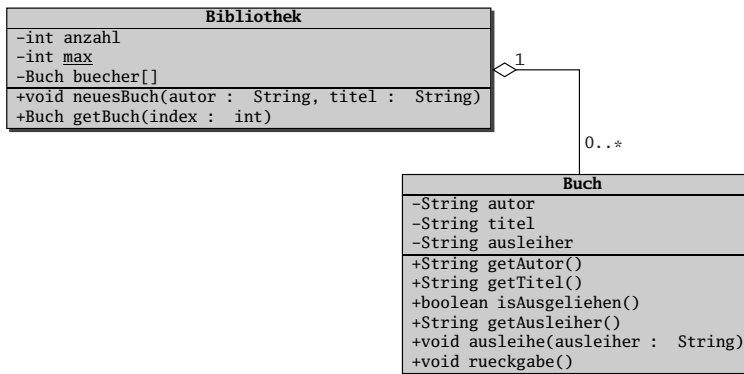 Bibliothek
-int anzahl
-int max
-Buch buecher[]
+void neuesBuch(autor : String, titel : String)
+Buch getBuch(index : int)
1
0..*
Buch
-String autor
-String titel
-String ausleiher
+String getAutor()
+String getTitel()
+boolean isAusgeliehen()
+String getAusleiher()
+void ausleihe(ausleiher : String)
+void rueckgabe()